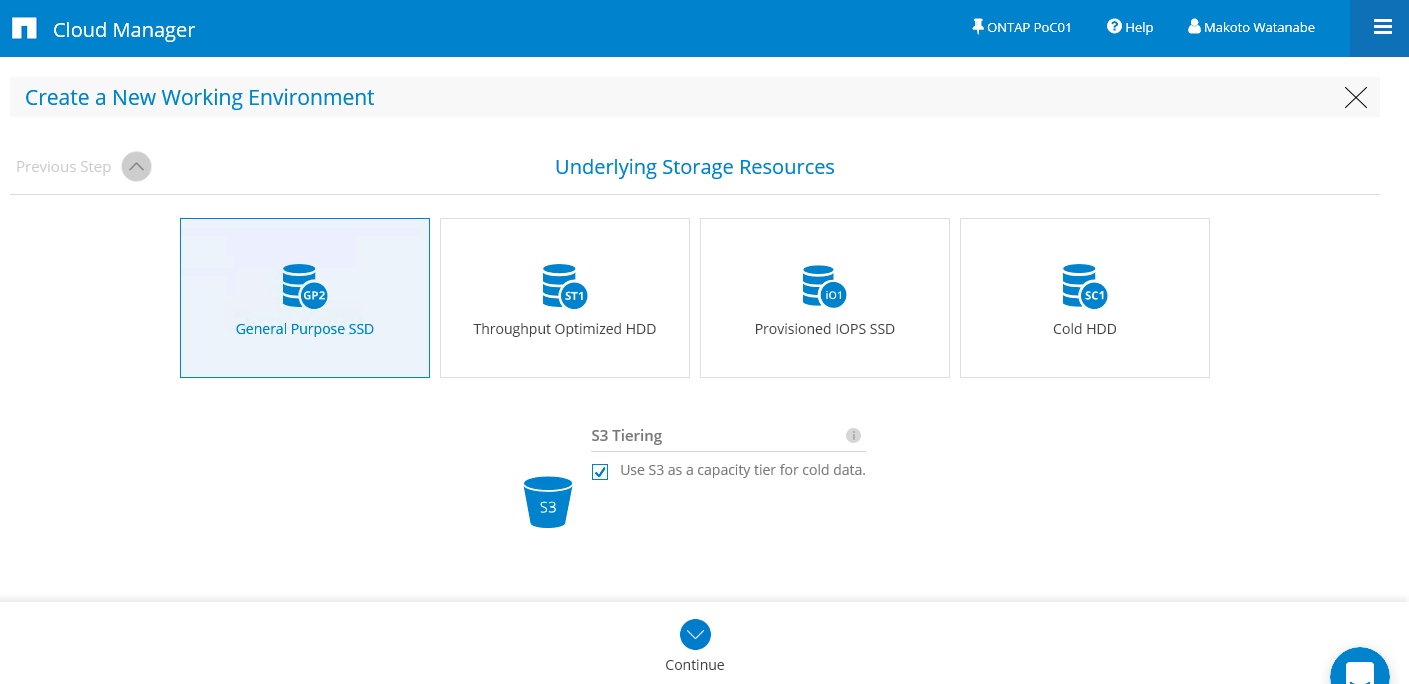 Cloud Manager
ONTAP PoC01
Help
Makoto Watanabe
Create a New Working Environment
Previous Step
Underlying Storage Resources
GP2
General Purpose SSD
ST1
Throughput Optimized HDD
iO1
Provisioned IOPS SSD
SC1
Cold HDD
S3 Tiering
Use S3 as a capacity tier for cold data.
S3
Continue